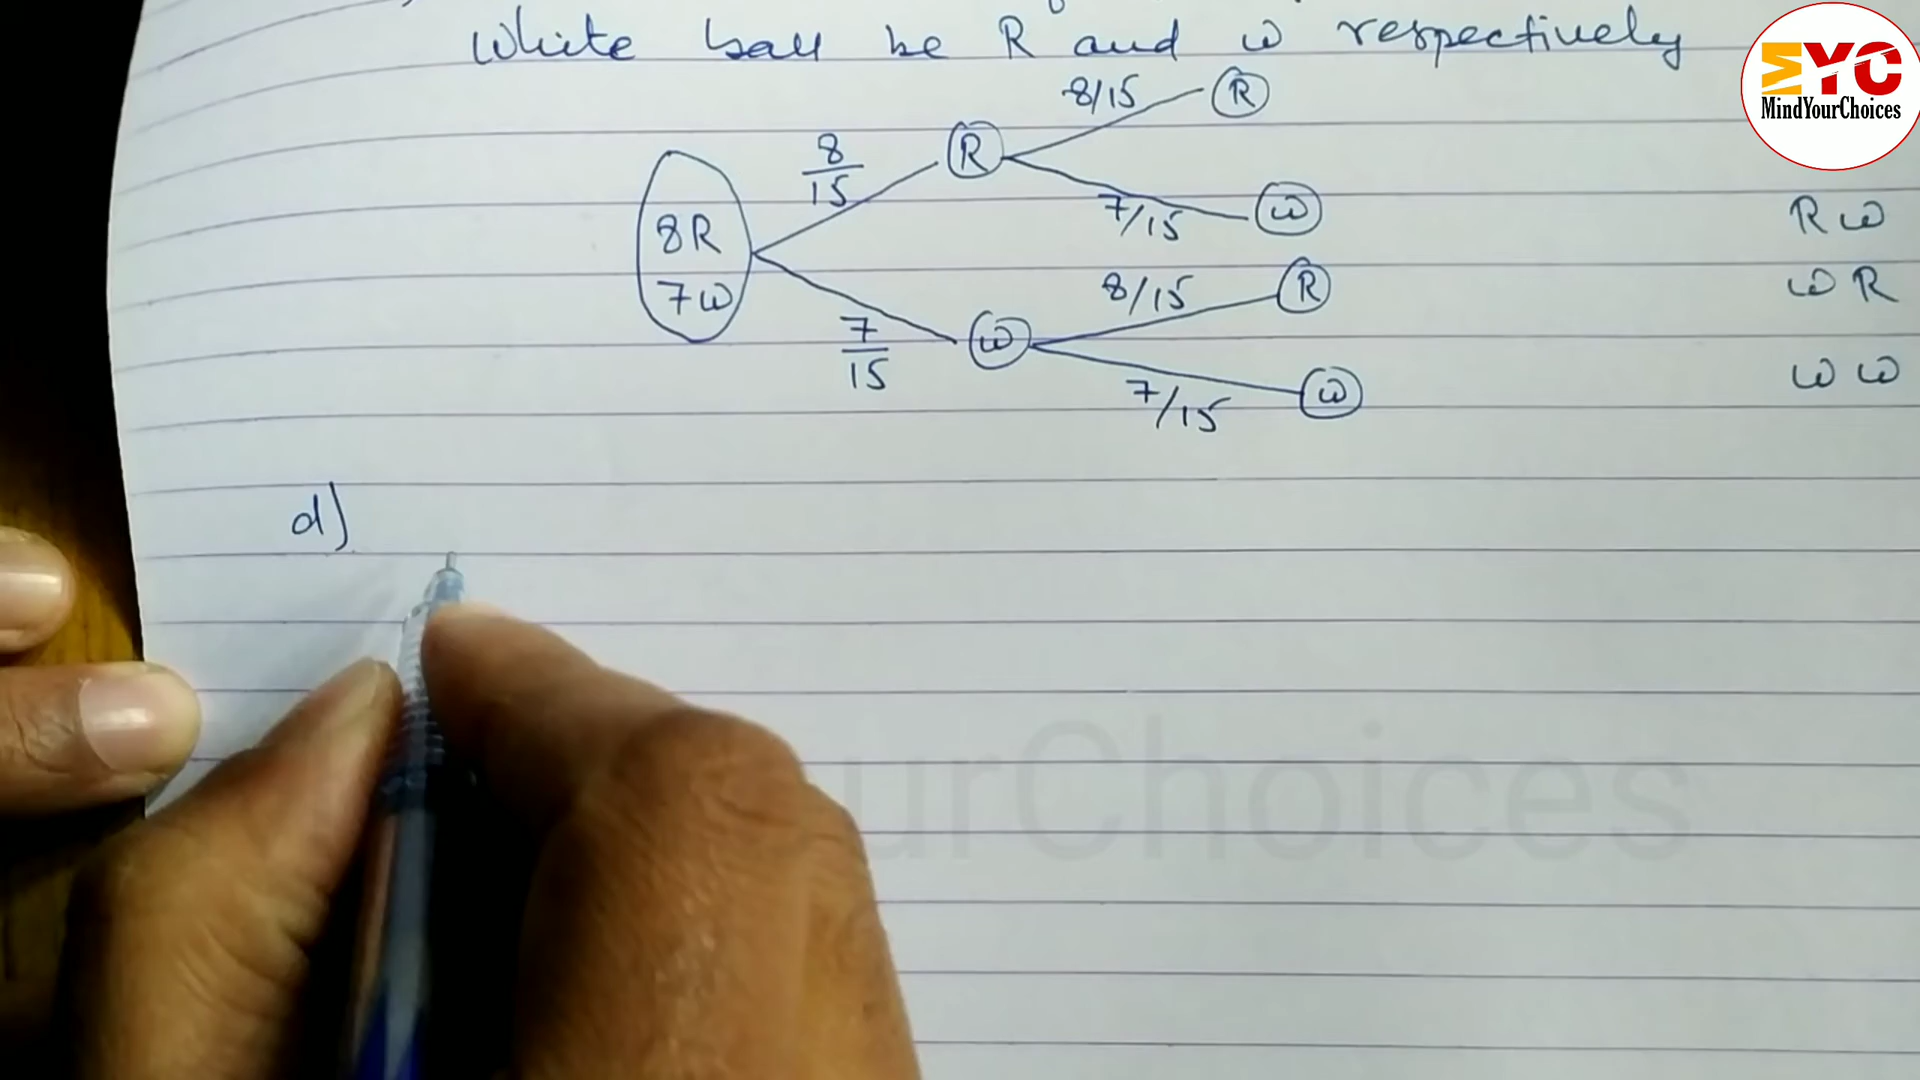 White ball be R and W respectively
MYC
MindYourChoices
8/15 R
8/15 R
7/15 W
R W
8R
7W
8/15 R
W R
7/15 W
7/15 W
W W
d)
urChoices